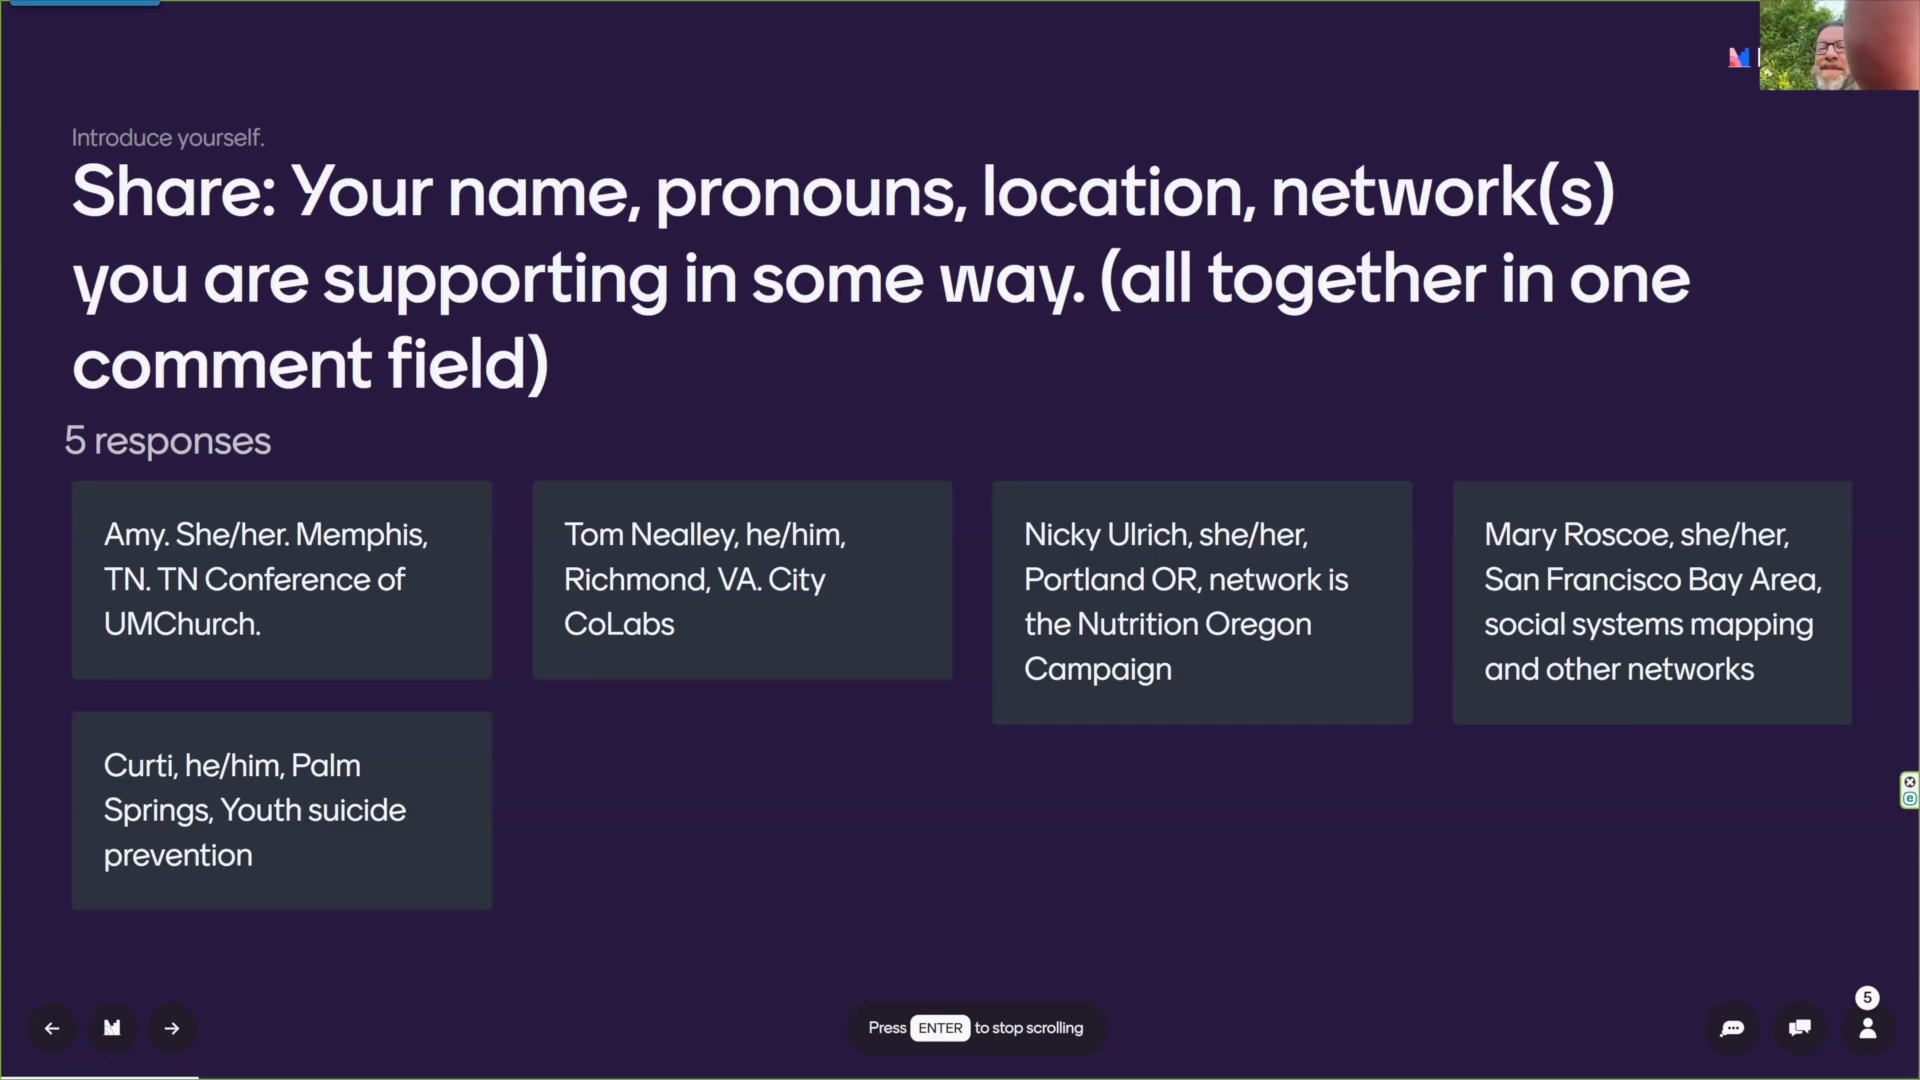 Introduce yourself.
Share: Your name, pronouns, location, network(s)
you are supporting in some way. (all together in one
comment field)
5 responses
Amy. She/her. Memphis,
TN. TN Conference of
UMChurch.
Tom Nealley, he/him,
Richmond, VA. City
CoLabs
Nicky Ulrich, she/her,
Portland OR, network is
the Nutrition Oregon
Campaign
Mary Roscoe, she/her,
San Francisco Bay Area,
social systems mapping
and other networks
Curti, he/him, Palm
Springs, Youth suicide
prevention
Press ENTER to stop scrolling
5